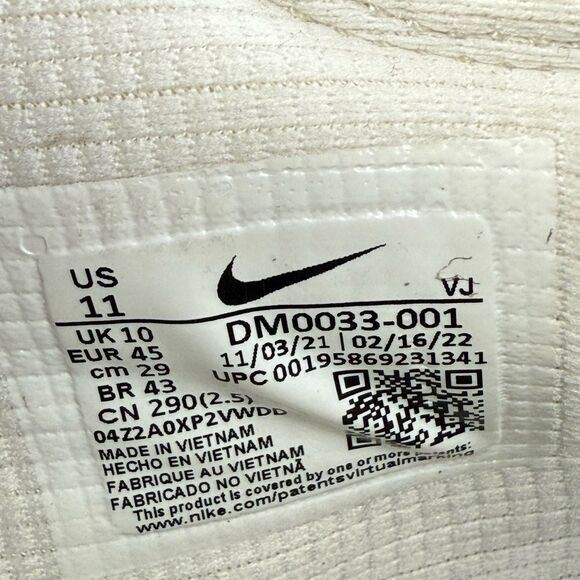 US
11
VJ
UK 10
EUR 45
cm 29
BR 43
CN 290(2.5)
DM0033-001
11/03/21 | 02/16/22
UPC 00195869231341
MADE IN VIETNAM
HECHO EN VIETNAM
FABRIQUE AU VIETNAM
FABRICADO NO VIETNÃ
This product is covered by one or more patents:
www.nike.com/patentsvirtualmarking